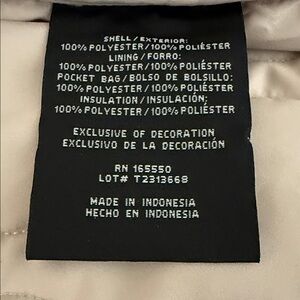 SHELL/EXTERIOR:
100% POLYESTER/100% POLIÉSTER
LINING/FORRO:
100% POLYESTER/100% POLIÉSTER
POCKET BAG/BOLSO DE BOLSILLO:
100% POLYESTER/100% POLIÉSTER
INSULATION/INSULACIÓN:
100% POLYESTER/100% POLIÉSTER
EXCLUSIVE OF DECORATION
EXCLUSIVO DE LA DECORACIÓN
RN 165550
LOT# T2313668
MADE IN INDONESIA
HECHO EN INDONESIA